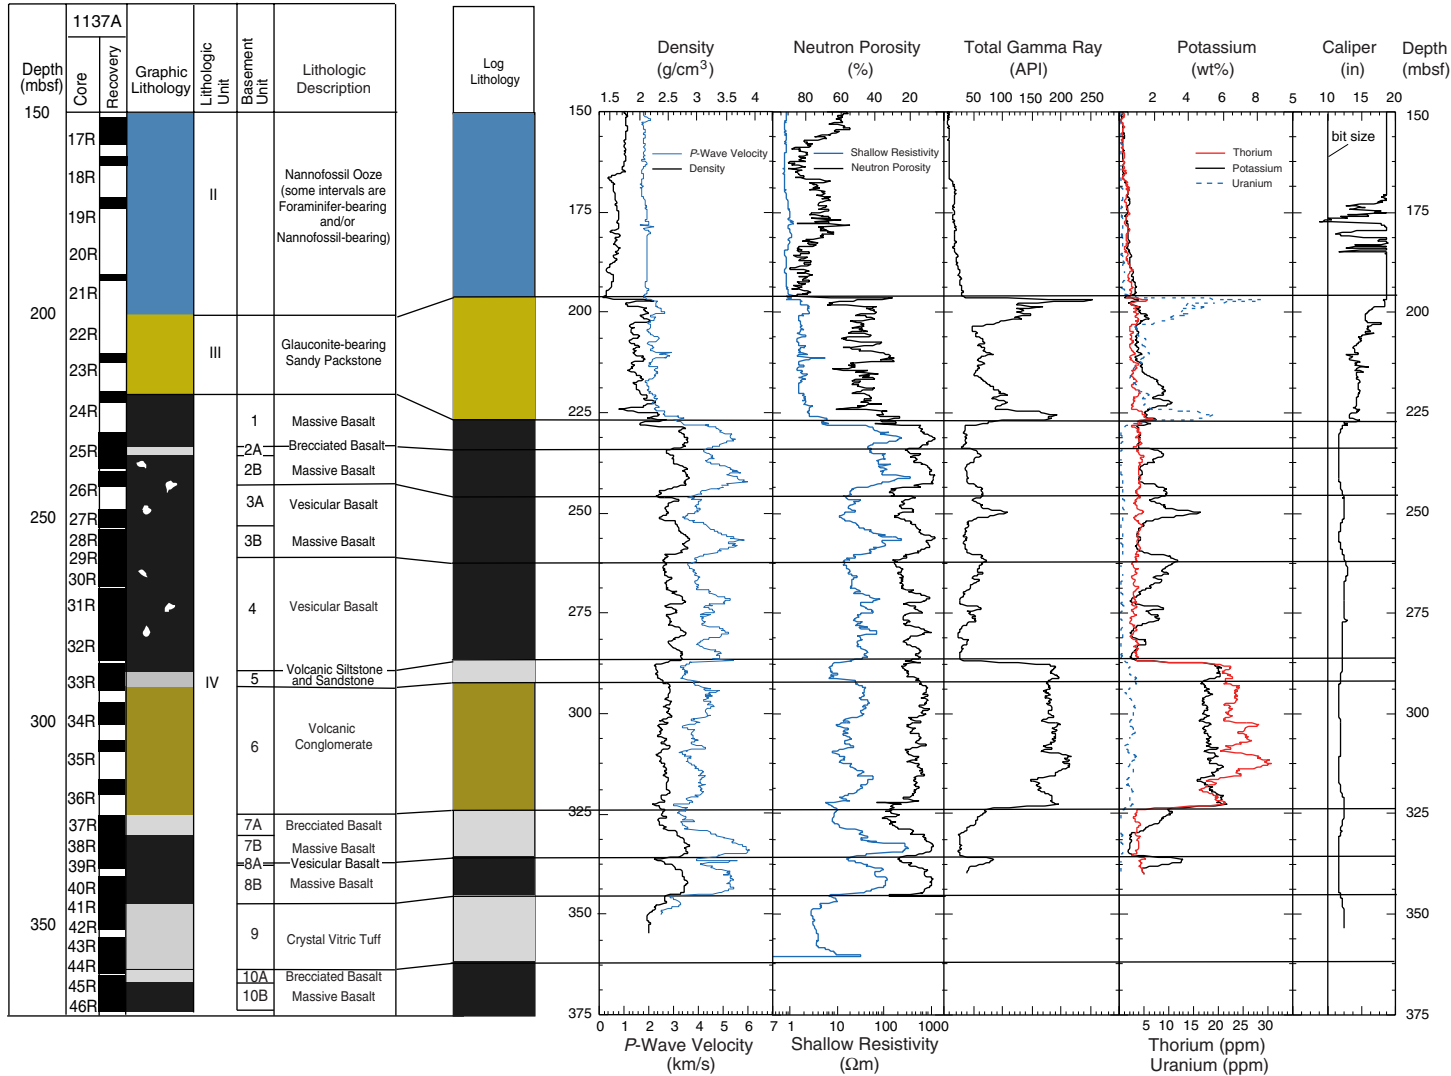 1137A
Depth
(mbsf)
Core
Recovery
Graphic
Lithology
Lithologic
Unit
Basement
Unit
Lithologic
Description
Log
Lithology
Density
(g/cm3)
Neutron Porosity
(%)
Total Gamma Ray
(API)
Potassium
(wt%)
Caliper
(in)
Depth
(mbsf)
1.5 2 2.5 3 3.5 4
80 60 40 20
50 100 150 200 250
2 4 6 8
5 10 15 20
150
200
250
300
350
17R
18R
19R
20R
21R
22R
23R
24R
25R
26R
27R
28R
29R
30R
31R
32R
33R
34R
35R
36R
37R
38R
39R
40R
41R
42R
43R
44R
45R
46R
II
III
IV
1
2A
2B
3A
3B
4
5
6
7A
7B
8A
8B
9
10A
10B
Nannofossil Ooze
(some intervals are
Foraminifer-bearing
and/or
Nannofossil-bearing)
Glauconite-bearing
Sandy Packstone
Massive Basalt
Brecciated Basalt
Massive Basalt
Vesicular Basalt
Massive Basalt
Vesicular Basalt
Volcanic Siltstone
and Sandstone
Volcanic
Conglomerate
Brecciated Basalt
Massive Basalt
Vesicular Basalt
Massive Basalt
Crystal Vitric Tuff
Brecciated Basalt
Massive Basalt
150
175
200
225
250
275
300
325
350
375
P-Wave Velocity
Density
Shallow Resistivity
Neutron Porosity
Thorium
Potassium
Uranium
bit size
150
175
200
225
250
275
300
325
350
375
0 1 2 3 4 5 6 7
1 10 100 1000
5 10 15 20 25 30
P-Wave Velocity
(km/s)
Shallow Resistivity
(Ωm)
Thorium (ppm)
Uranium (ppm)